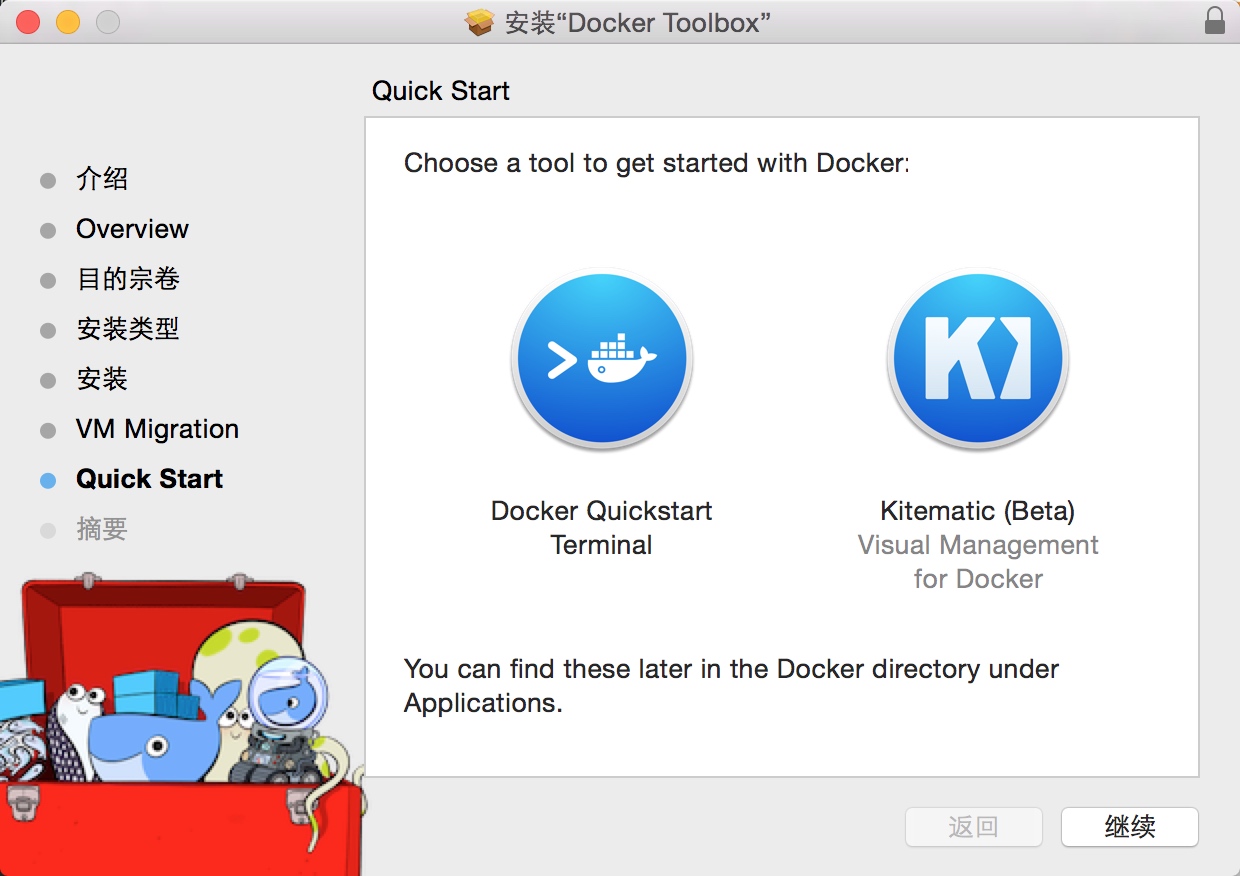 安装“Docker Toolbox”
Quick Start
介绍
Overview
目的宗卷
安装类型
安装
VM Migration
Quick Start
摘要
Choose a tool to get started with Docker:
Docker Quickstart
Terminal
Kitematic (Beta)
Visual Management
for Docker
You can find these later in the Docker directory under
Applications.
返回
继续